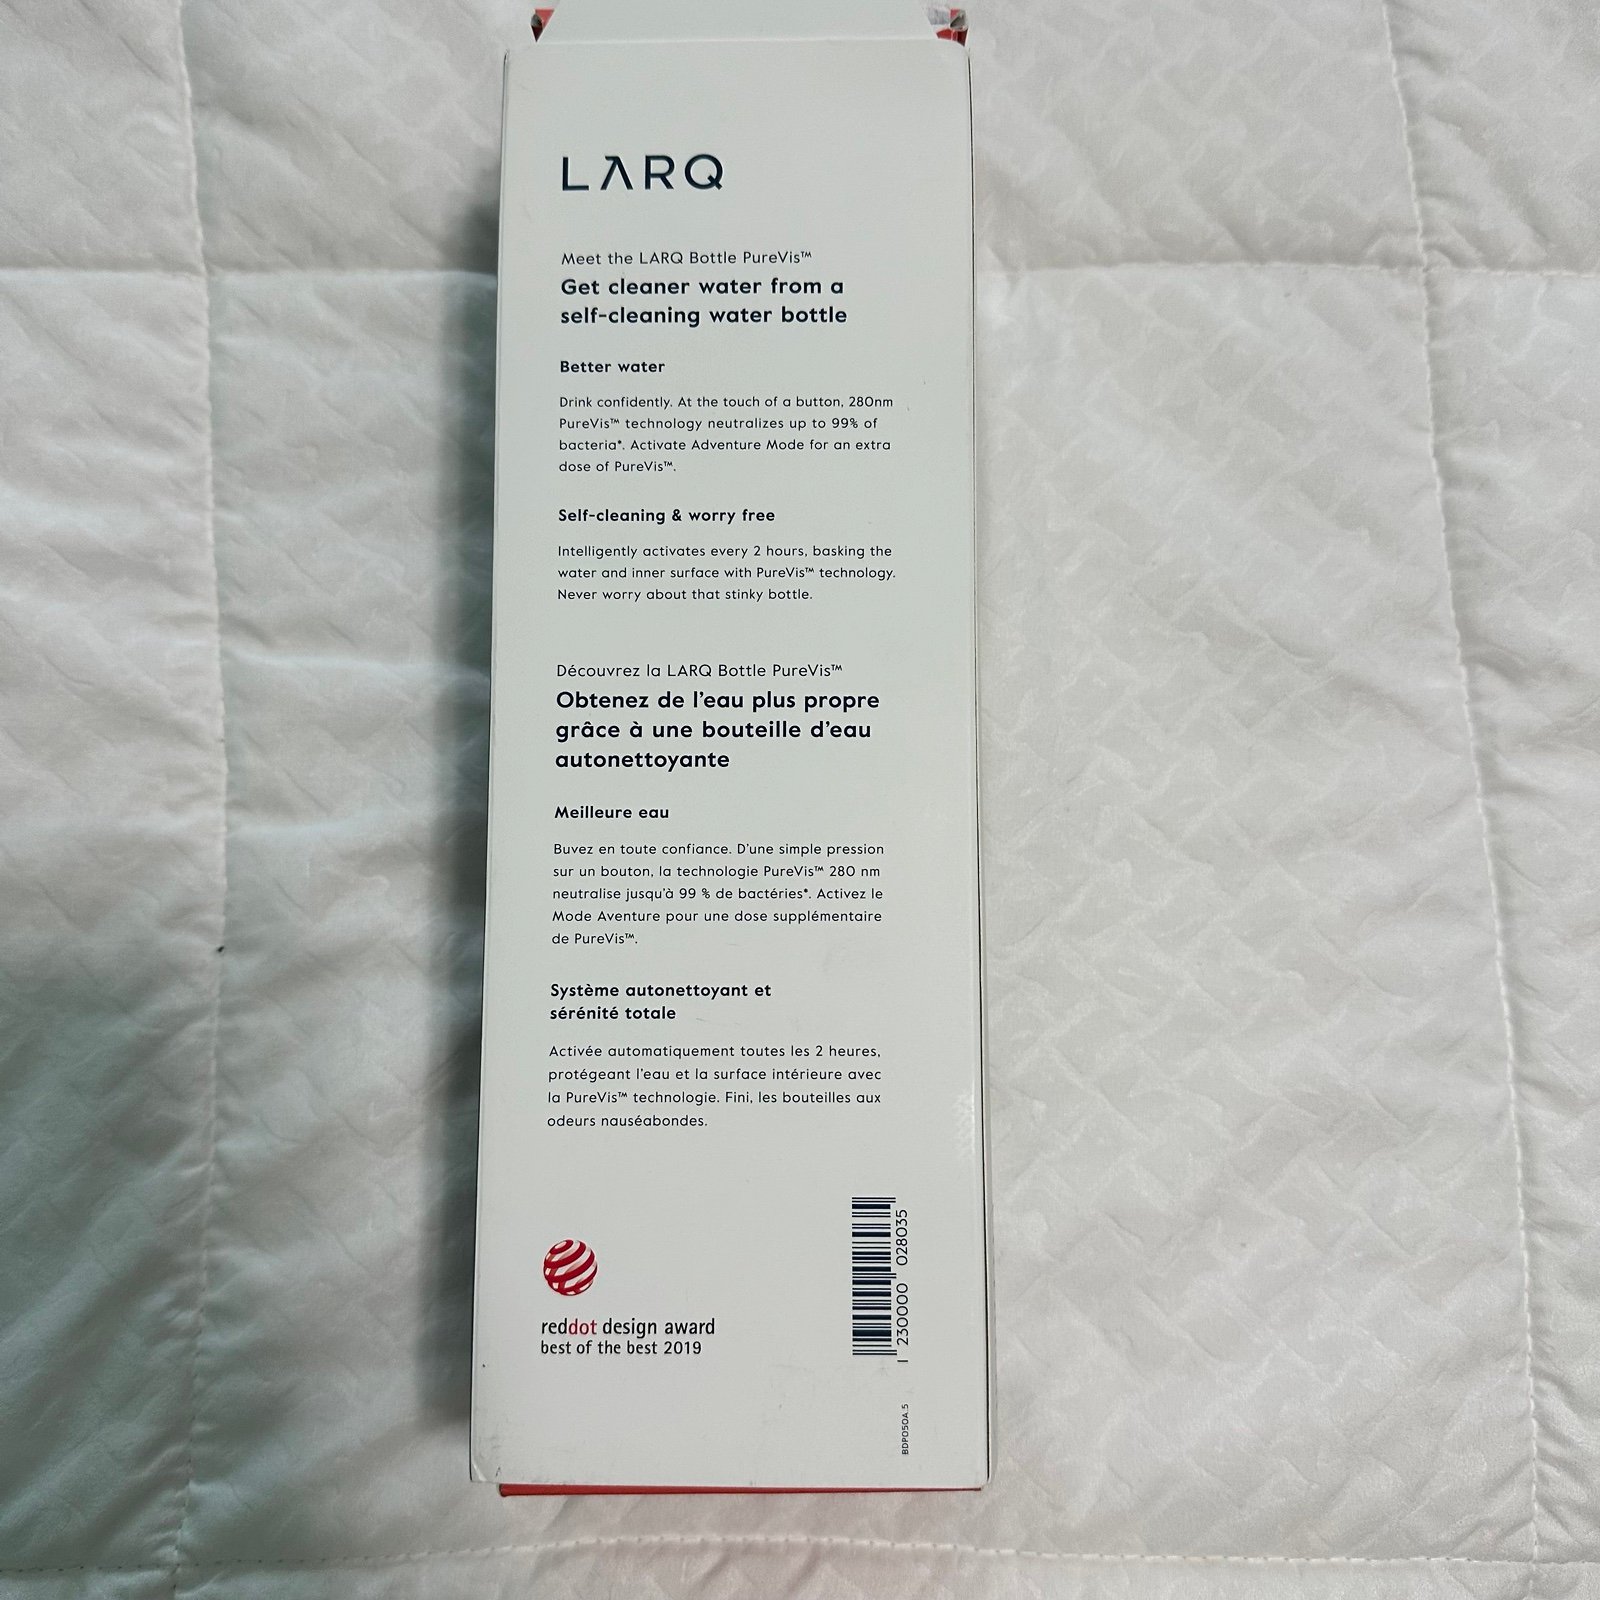 LARQ
Meet the LARQ Bottle PureVis™
Get cleaner water from a
self-cleaning water bottle
Better water
Drink confidently. At the touch of a button, 280nm
PureVis™ technology neutralizes up to 99% of
bacteria*. Activate Adventure Mode for an extra
dose of PureVis™.
Self-cleaning & worry free
Intelligently activates every 2 hours, basking the
water and inner surface with PureVis™ technology.
Never worry about that stinky bottle.
Découvrez la LARQ Bottle PureVis™
Obtenez de l'eau plus propre
grâce à une bouteille d'eau
autonettoyante
Meilleure eau
Buvez en toute confiance. D'une simple pression
sur un bouton, la technologie PureVis™ 280 nm
neutralise jusqu'à 99 % de bactéries*. Activez le
Mode Aventure pour une dose supplémentaire
de PureVis™.
Système autonettoyant et
sérénité totale
Activée automatiquement toutes les 2 heures,
protégeant l'eau et la surface intérieure avec
la PureVis™ technologie. Fini, les bouteilles aux
odeurs nauséabondes.
reddot design award
best of the best 2019
1 230000 028035
BDP050A.5